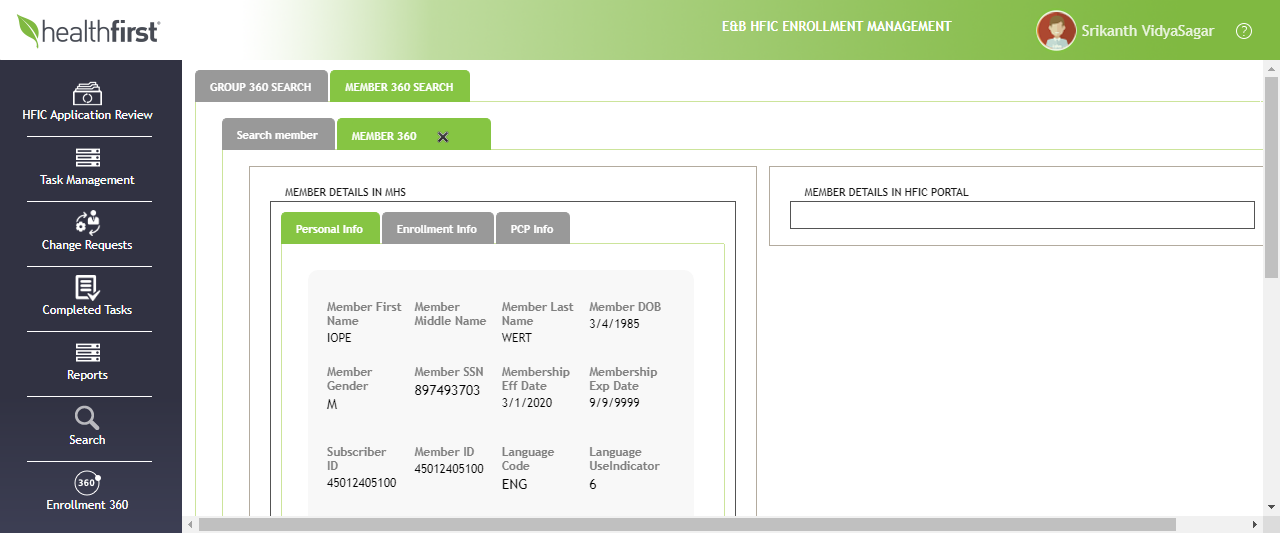 healthfirst
E&B HFIC ENROLLMENT MANAGEMENT
Srikanth VidyaSagar
?
HFIC Application Review
Task Management
Change Requests
Completed Tasks
Reports
Search
360
Enrollment 360
GROUP 360 SEARCH
MEMBER 360 SEARCH
Search member
MEMBER 360
MEMBER DETAILS IN MHS
Personal Info
Enrollment Info
PCP Info
Member First
Name
IOPE
Member
Middle Name
Member Last
Name
WERT
Member DOB
3/4/1985
Member
Gender
M
Member SSN
897493703
Membership
Eff Date
3/1/2020
Membership
Exp Date
9/9/9999
Subscriber
ID
45012405100
Member ID
45012405100
Language
Code
ENG
Language
UseIndicator
6
MEMBER DETAILS IN HFIC PORTAL